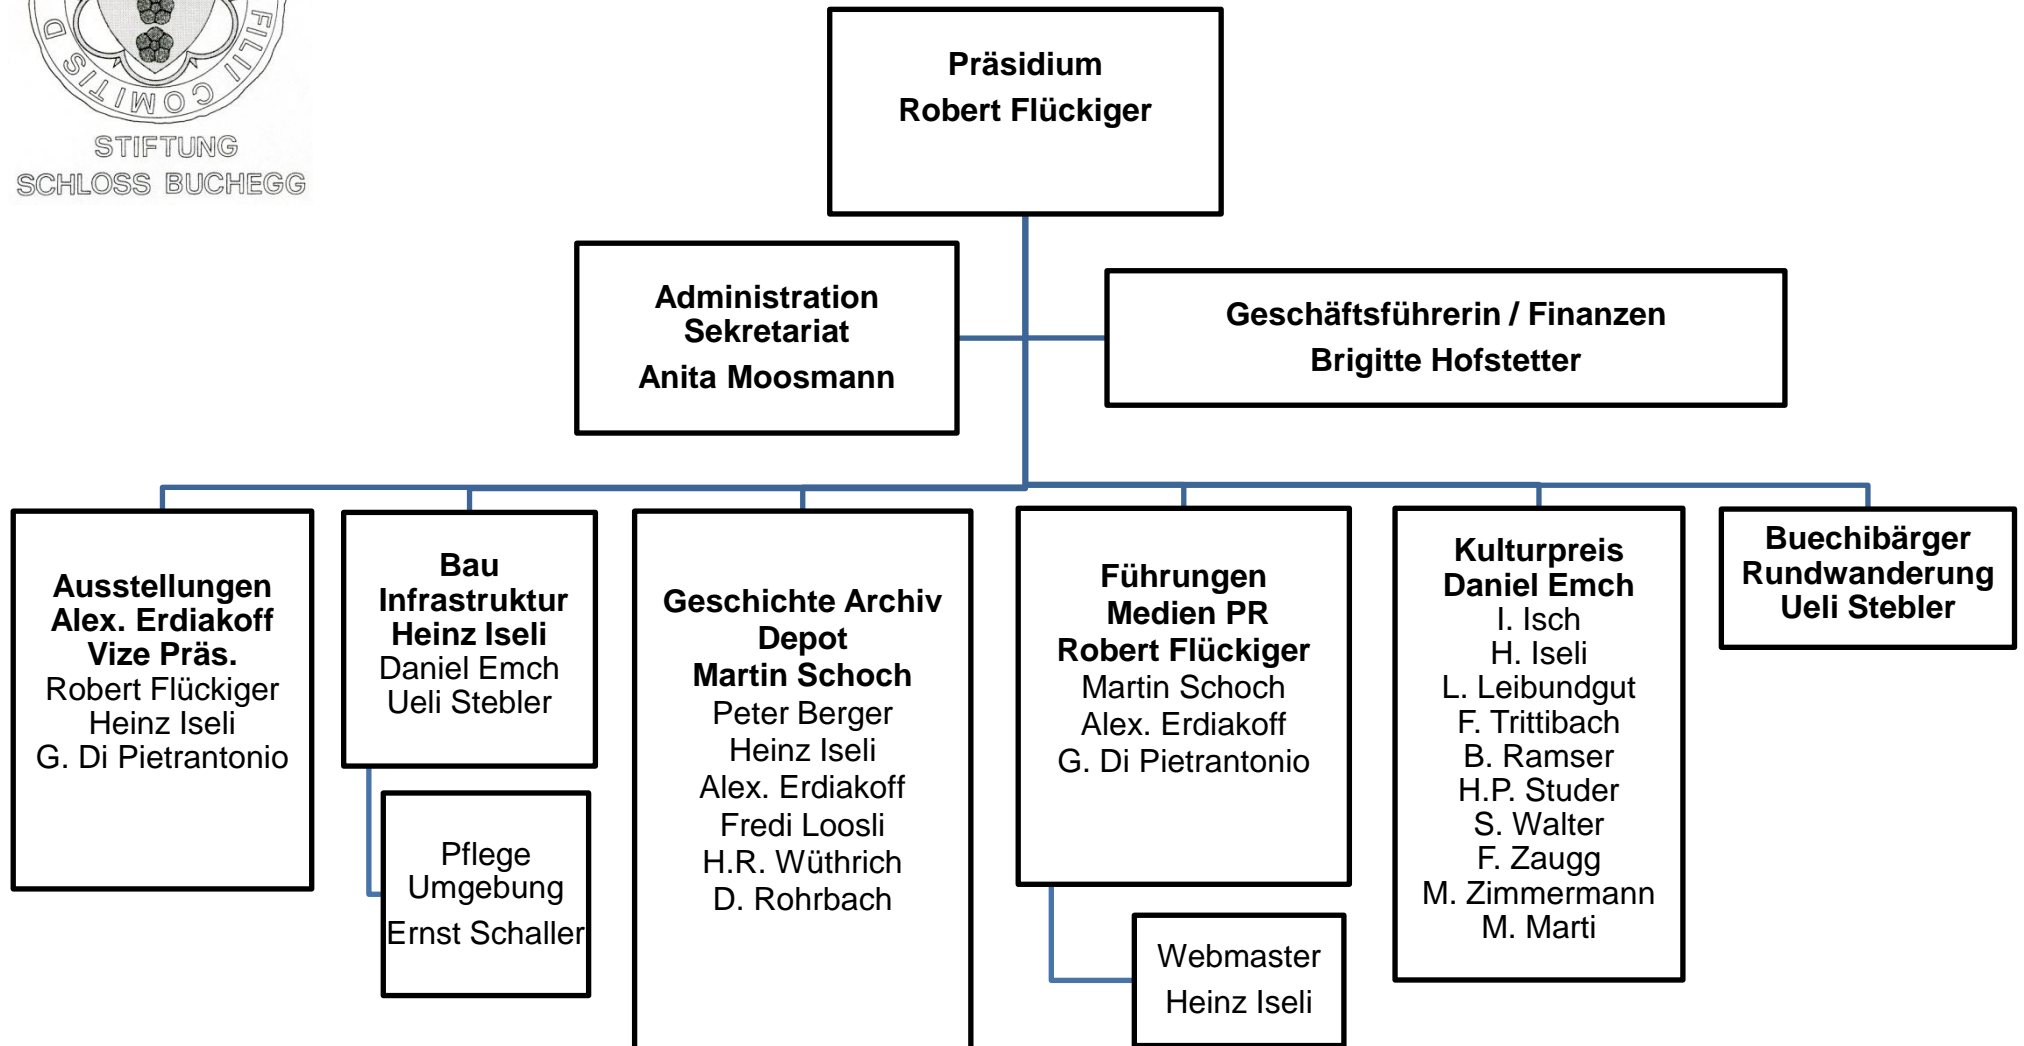 FILII COMITIS D
STIFTUNG
SCHLOSS BUCHEGG
Präsidium
Robert Flückiger
Administration
Sekretariat
Anita Moosmann
Geschäftsführerin / Finanzen
Brigitte Hofstetter
Ausstellungen
Alex. Erdiakoff
Vize Präs.
Robert Flückiger
Heinz Iseli
G. Di Pietrantonio
Bau
Infrastruktur
Heinz Iseli
Daniel Emch
Ueli Stebler
Pflege
Umgebung
Ernst Schaller
Geschichte Archiv
Depot
Martin Schoch
Peter Berger
Heinz Iseli
Alex. Erdiakoff
Fredi Loosli
H.R. Wüthrich
D. Rohrbach
Führungen
Medien PR
Robert Flückiger
Martin Schoch
Alex. Erdiakoff
G. Di Pietrantonio
Webmaster
Heinz Iseli
Kulturpreis
Daniel Emch
I. Isch
H. Iseli
L. Leibundgut
F. Trittibach
B. Ramser
H.P. Studer
S. Walter
F. Zaugg
M. Zimmermann
M. Marti
Buechibärger
Rundwanderung
Ueli Stebler